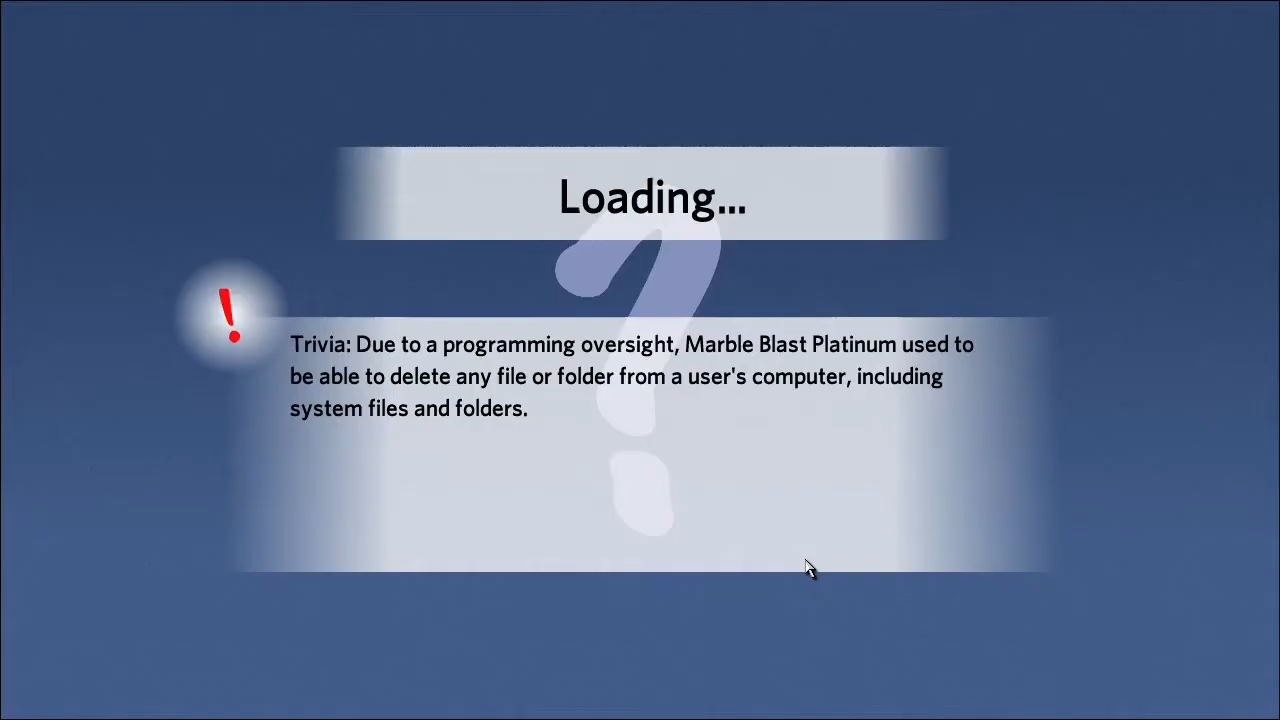 Loading...
!
?
Trivia: Due to a programming oversight, Marble Blast Platinum used to
be able to delete any file or folder from a user's computer, including
system files and folders.